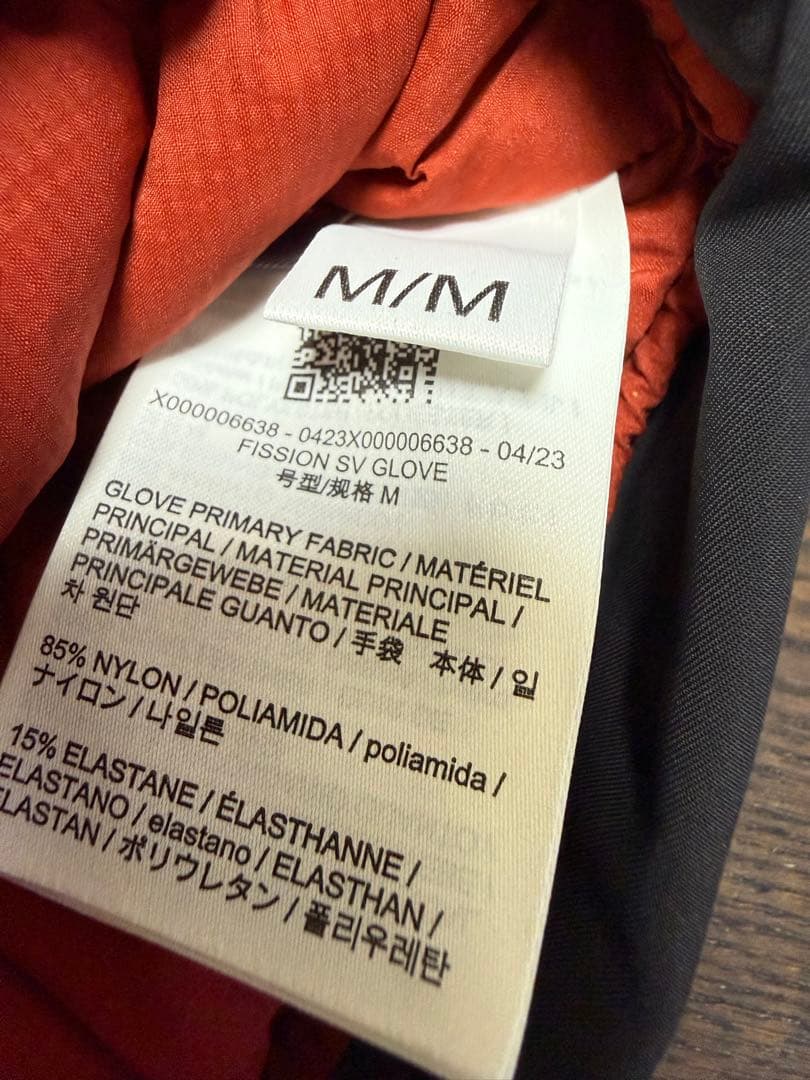 M/M
X000006638 - 0423X000006638 - 04/23
FISSION SV GLOVE
号型/规格 M
GLOVE PRIMARY FABRIC / MATÉRIEL
PRINCIPAL / MATERIAL PRINCIPAL /
PRIMÄRGEWEBE / MATERIALE
PRINCIPALE GUANTO / 手袋 本体 / 일
차 원단
85% NYLON / POLIAMIDA / poliamida /
ナイロン / 나일론
15% ELASTANE / ÉLASTHANNE /
ELASTANO / elastano / ELASTHAN /
ELASTAN / ポリウレタン / 폴리우레탄